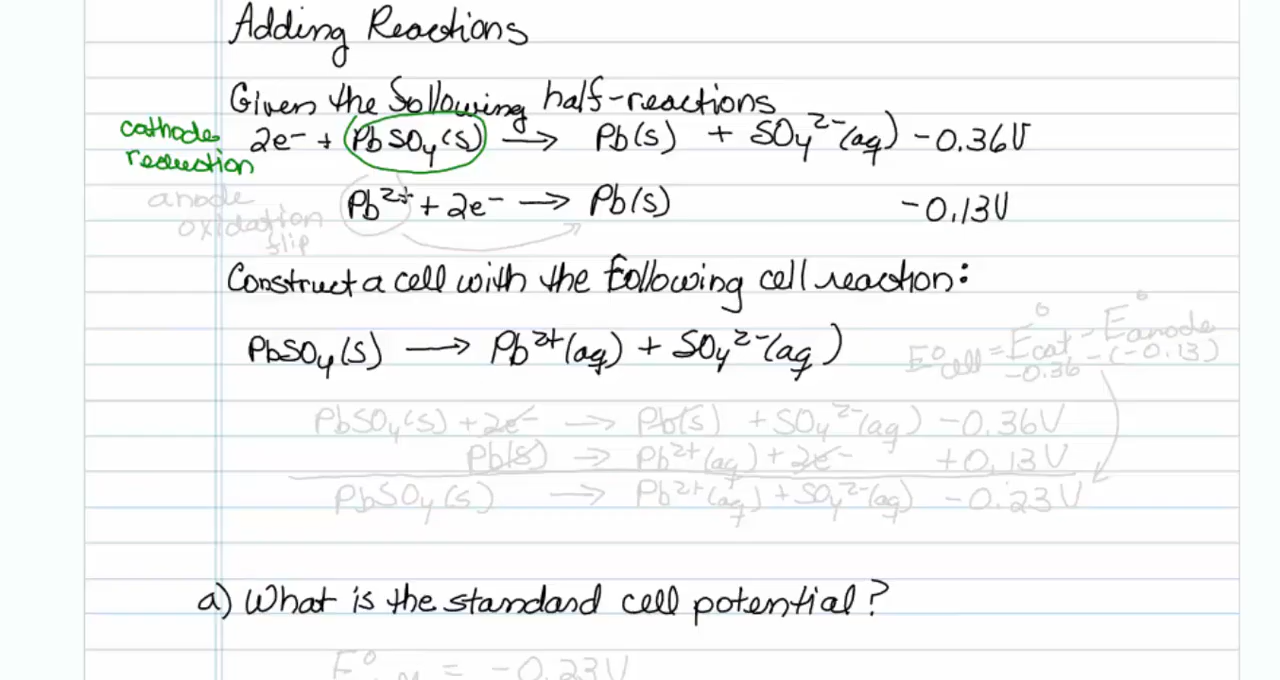 Adding Reactions
Given the following half-reactions
cathode reduction 2e⁻ + PbSO₄(s) → Pb(s) + SO₄²⁻(aq) -0.36V
anode oxidation flip Pb²⁺ + 2e⁻ → Pb(s) -0.13V
Construct a cell with the following cell reaction:
PbSO₄(s) → Pb²⁺(aq) + SO₄²⁻(aq)
E°cell = E°cat - E°anode
-0.36 - (-0.13)
PbSO₄(s) + 2e⁻ → Pb(s) + SO₄²⁻(aq) -0.36V
Pb(s) → Pb²⁺(aq) + 2e⁻ +0.13V
PbSO₄(s) → Pb²⁺(aq) + SO₄²⁻(aq) -0.23V
a) What is the standard cell potential?
E° = -0.23V